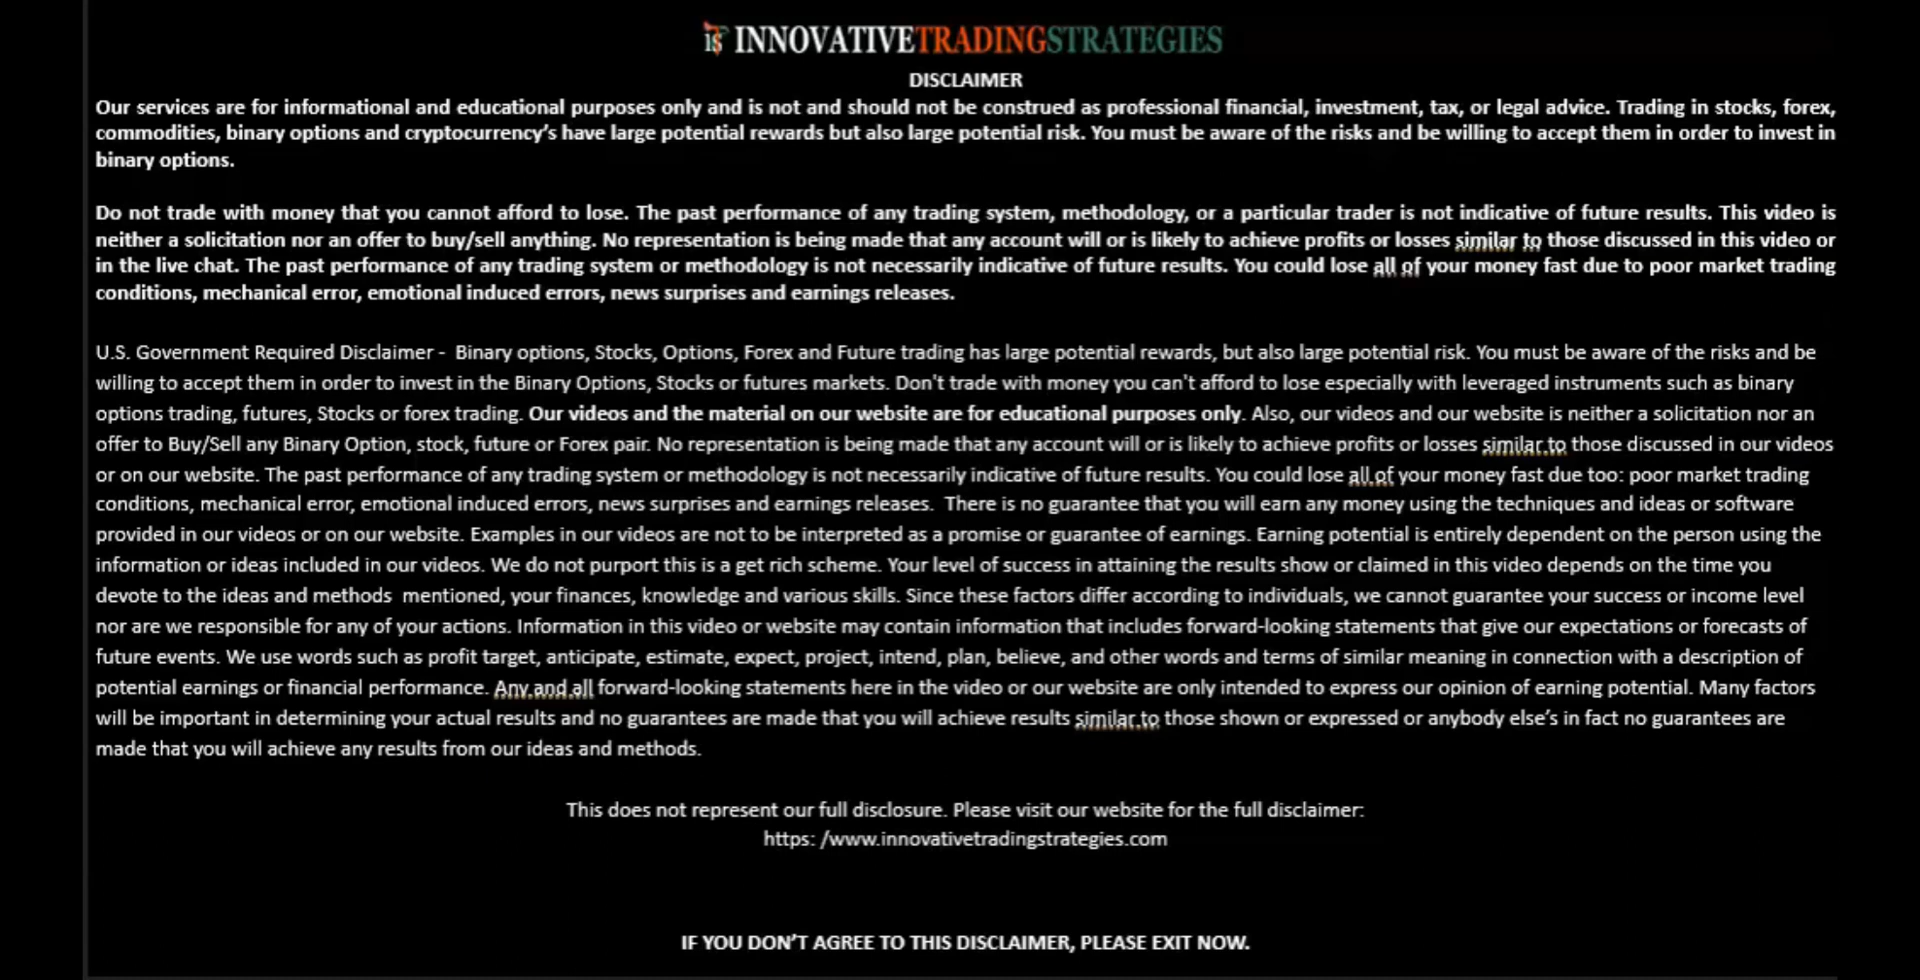 its INNOVATIVETRADINGSTRATEGIES
DISCLAIMER
Our services are for informational and educational purposes only and is not and should not be construed as professional financial, investment, tax, or legal advice. Trading in stocks, forex,
commodities, binary options and cryptocurrency’s have large potential rewards but also large potential risk. You must be aware of the risks and be willing to accept them in order to invest in
binary options.
Do not trade with money that you cannot afford to lose. The past performance of any trading system, methodology, or a particular trader is not indicative of future results. This video is
neither a solicitation nor an offer to buy/sell anything. No representation is being made that any account will or is likely to achieve profits or losses similar to those discussed in this video or
in the live chat. The past performance of any trading system or methodology is not necessarily indicative of future results. You could lose all of your money fast due to poor market trading
conditions, mechanical error, emotional induced errors, news surprises and earnings releases.
U.S. Government Required Disclaimer - Binary options, Stocks, Options, Forex and Future trading has large potential rewards, but also large potential risk. You must be aware of the risks and be
willing to accept them in order to invest in the Binary Options, Stocks or futures markets. Don't trade with money you can't afford to lose especially with leveraged instruments such as binary
options trading, futures, Stocks or forex trading. Our videos and the material on our website are for educational purposes only. Also, our videos and our website is neither a solicitation nor an
offer to Buy/Sell any Binary Option, stock, future or Forex pair. No representation is being made that any account will or is likely to achieve profits or losses similar to those discussed in our videos
or on our website. The past performance of any trading system or methodology is not necessarily indicative of future results. You could lose all of your money fast due too: poor market trading
conditions, mechanical error, emotional induced errors, news surprises and earnings releases. There is no guarantee that you will earn any money using the techniques and ideas or software
provided in our videos or on our website. Examples in our videos are not to be interpreted as a promise or guarantee of earnings. Earning potential is entirely dependent on the person using the
information or ideas included in our videos. We do not purport this is a get rich scheme. Your level of success in attaining the results show or claimed in this video depends on the time you
devote to the ideas and methods mentioned, your finances, knowledge and various skills. Since these factors differ according to individuals, we cannot guarantee your success or income level
nor are we responsible for any of your actions. Information in this video or website may contain information that includes forward-looking statements that give our expectations or forecasts of
future events. We use words such as profit target, anticipate, estimate, expect, project, intend, plan, believe, and other words and terms of similar meaning in connection with a description of
potential earnings or financial performance. Any and all forward-looking statements here in the video or our website are only intended to express our opinion of earning potential. Many factors
will be important in determining your actual results and no guarantees are made that you will achieve results similar to those shown or expressed or anybody else’s in fact no guarantees are
made that you will achieve any results from our ideas and methods.
This does not represent our full disclosure. Please visit our website for the full disclaimer:
https: /www.innovativetradingstrategies.com
IF YOU DON’T AGREE TO THIS DISCLAIMER, PLEASE EXIT NOW.